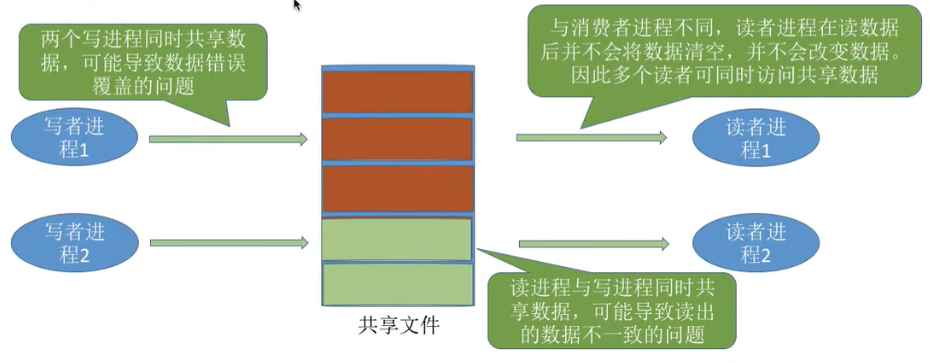 两个写进程同时共享数
据，可能导致数据错误
覆盖的问题
与消费者进程不同，读者进程在读数据
后并不会将数据清空，并不会改变数据。
因此多个读者可同时访问共享数据
写者进
程1
读者进
程1
写者进
程2
读者进
程2
读进程与写进程同时共
享数据，可能导致读出
的数据不一致的问题
共享文件